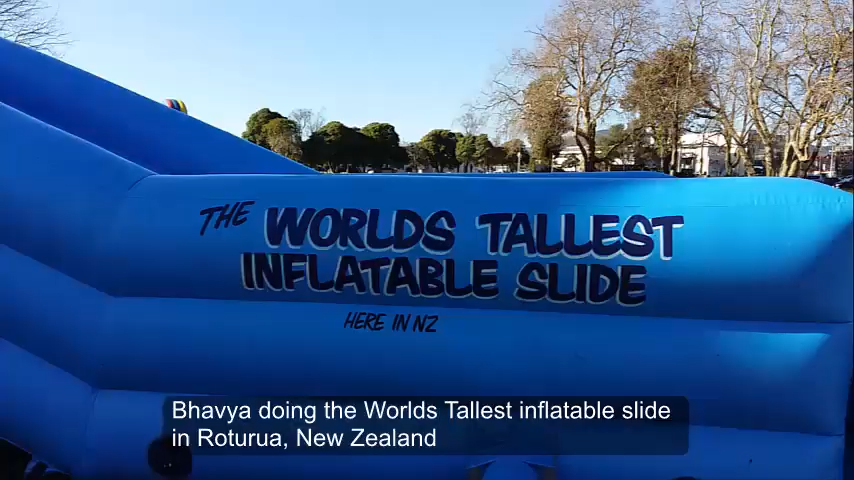 THE WORLDS TALLEST
INFLATABLE SLIDE
HERE IN NZ
Bhavya doing the Worlds Tallest inflatable slide
in Roturua, New Zealand